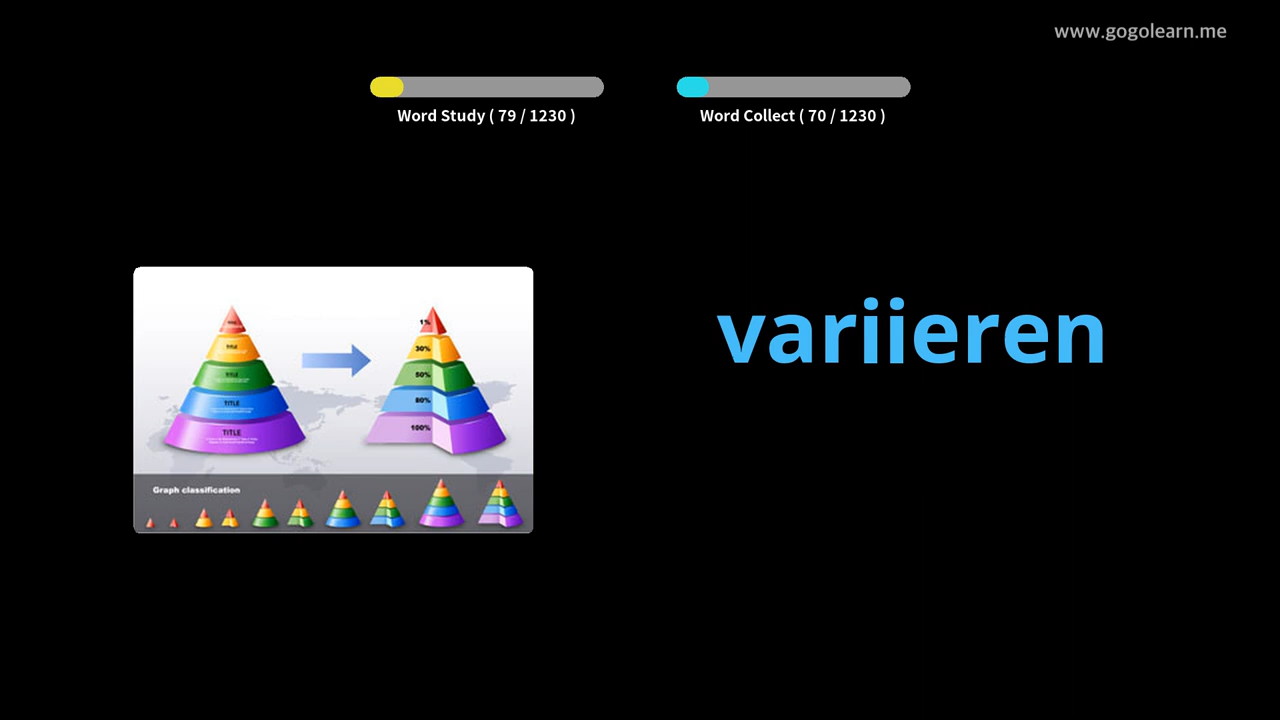 www.gogolearn.me
Word Study ( 79 / 1230 )
Word Collect ( 70 / 1230 )
variieren
1%
30%
TITLE
50%
TITLE
80%
TITLE
100%
TITLE
Graph classification